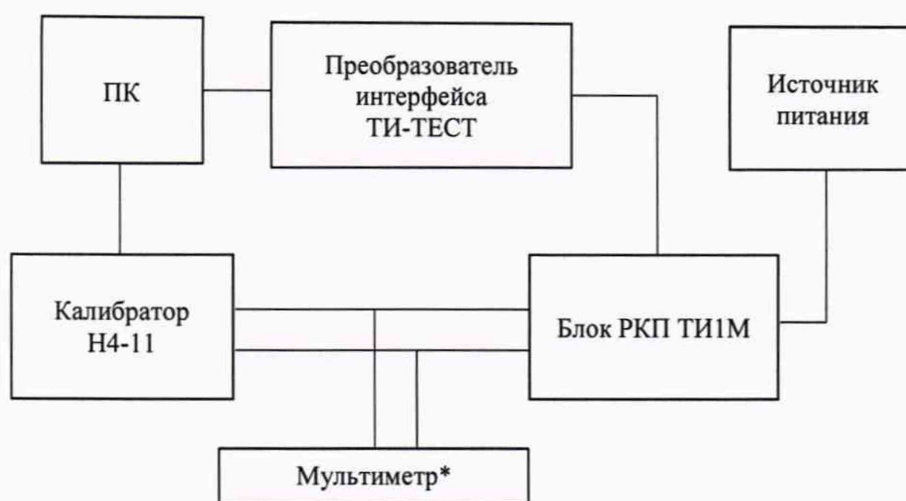 ПК
Преобразователь
интерфейса
ТИ-ТЕСТ
Источник
питания
Калибратор
Н4-11
Блок РКП ТИ1М
Мультиметр*